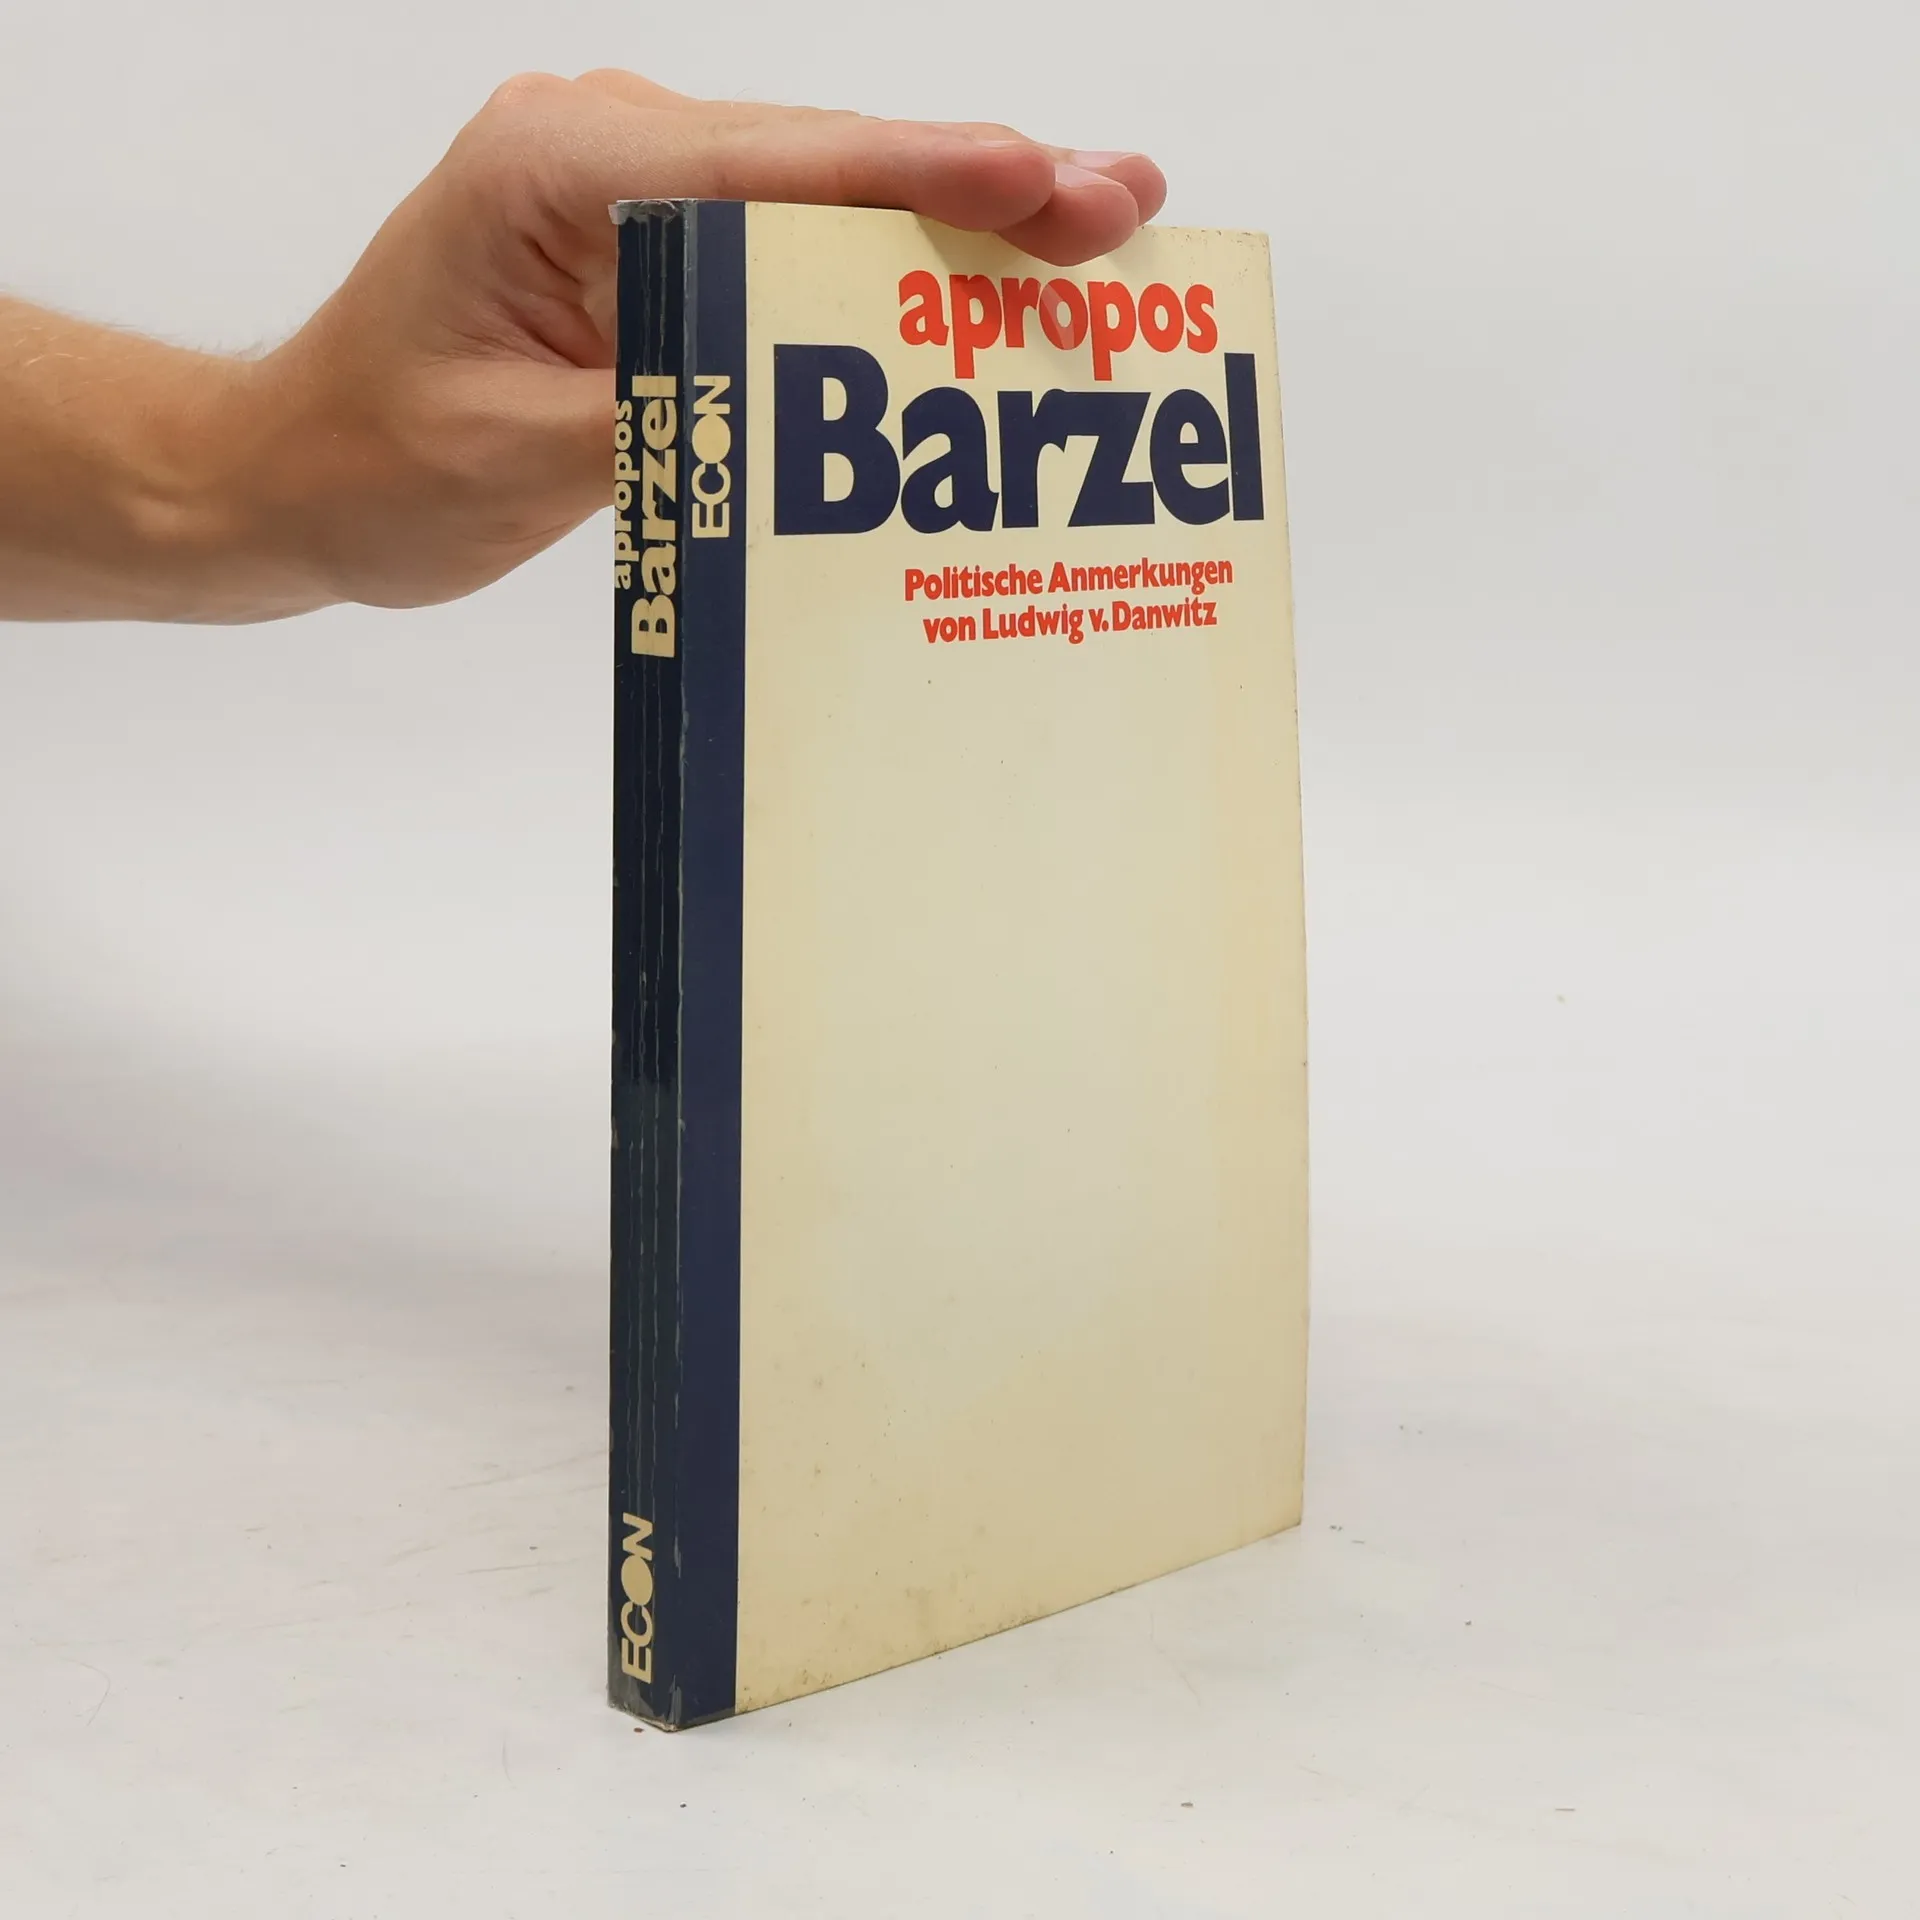 apropos
Barzel
Politische Anmerkungen
von Ludwig v. Danwitz
ECON
apropos
Barzel
ECON